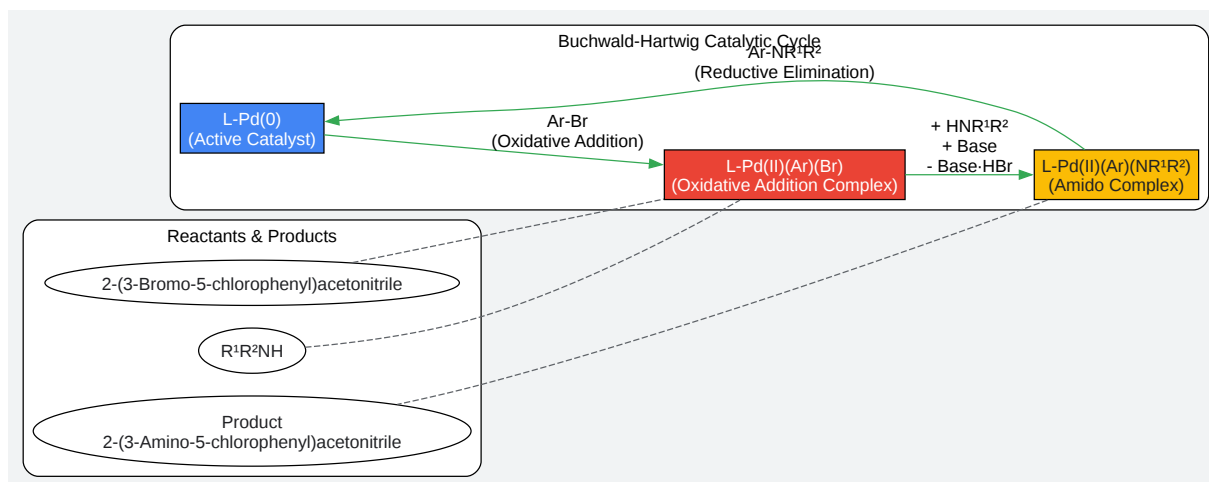 Buchwald-Hartwig Catalytic Cycle
Ar-NR¹R²
(Reductive Elimination)
L-Pd(0)
(Active Catalyst)
Ar-Br
(Oxidative Addition)
+ HNR¹R²
+ Base
- Base·HBr
L-Pd(II)(Ar)(Br)
(Oxidative Addition Complex)
L-Pd(II)(Ar)(NR¹R²)
(Amido Complex)
Reactants & Products
2-(3-Bromo-5-chlorophenyl)acetonitrile
R¹R²NH
Product
2-(3-Amino-5-chlorophenyl)acetonitrile